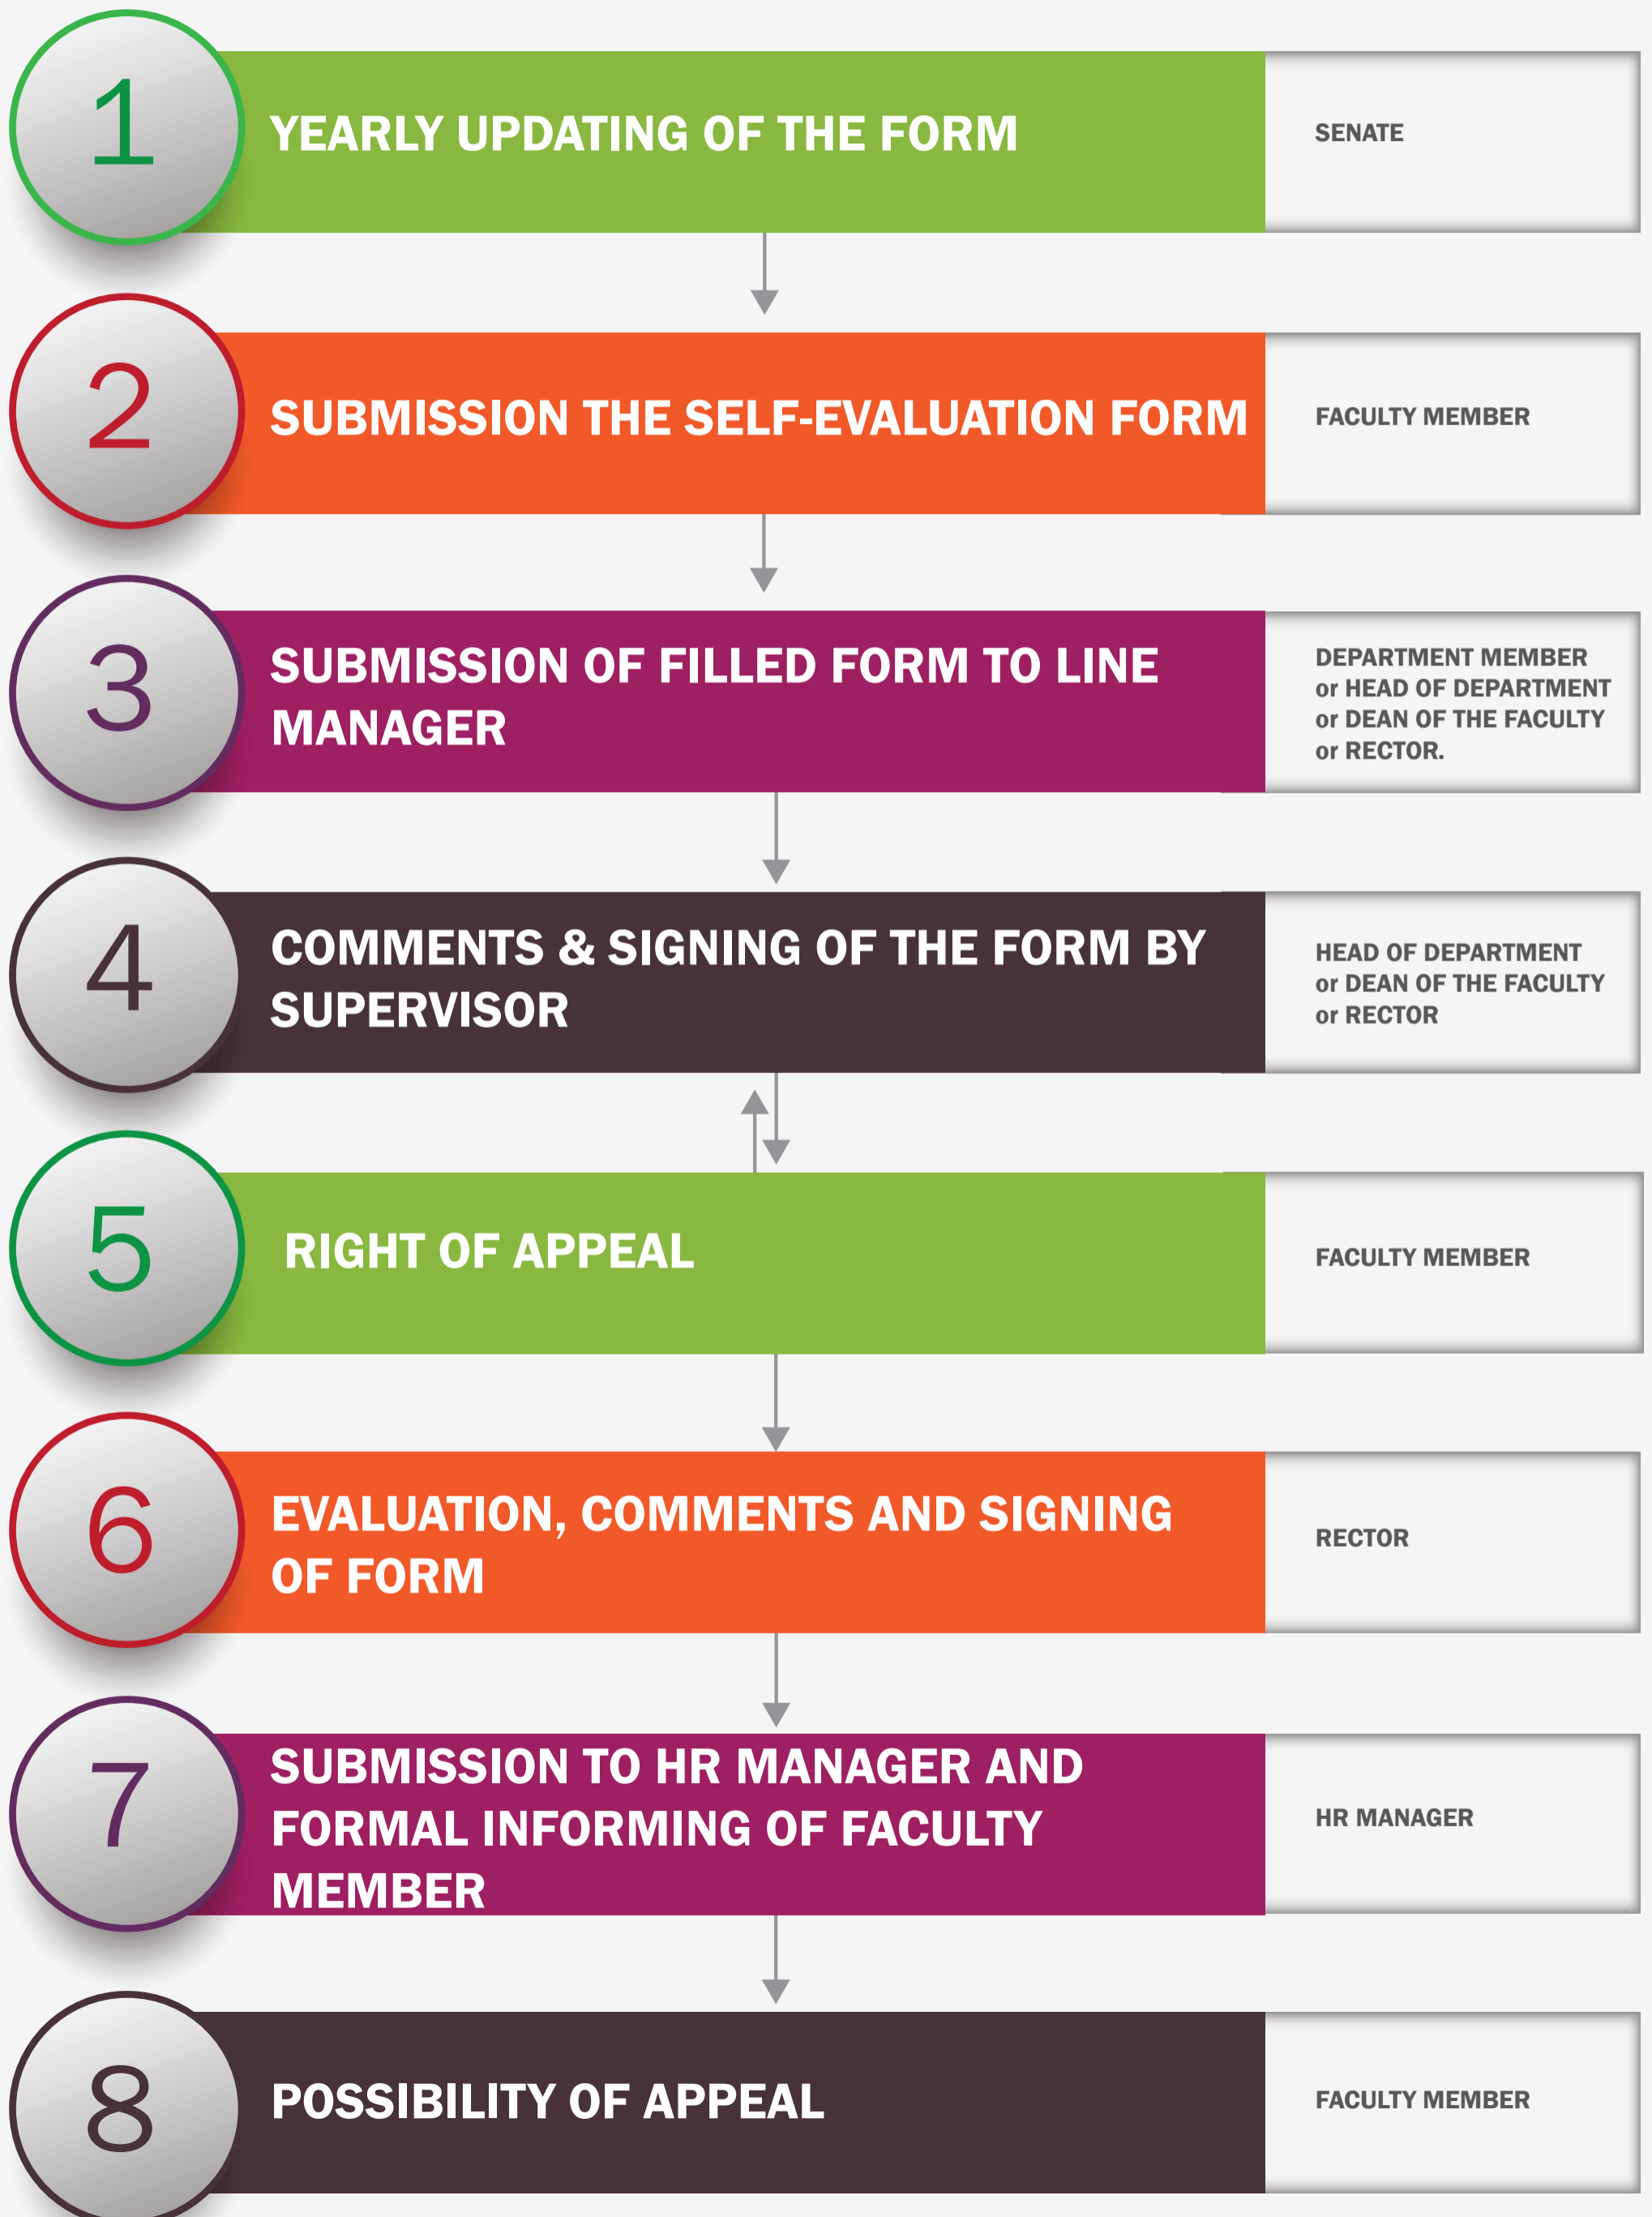 1
YEARLY UPDATING OF THE FORM
SENATE
2
SUBMISSION THE SELF-EVALUATION FORM
FACULTY MEMBER
3
SUBMISSION OF FILLED FORM TO LINE
MANAGER
DEPARTMENT MEMBER
or HEAD OF DEPARTMENT
or DEAN OF THE FACULTY
or RECTOR.
4
COMMENTS & SIGNING OF THE FORM BY
SUPERVISOR
HEAD OF DEPARTMENT
or DEAN OF THE FACULTY
or RECTOR
5
RIGHT OF APPEAL
FACULTY MEMBER
6
EVALUATION, COMMENTS AND SIGNING
OF FORM
RECTOR
7
SUBMISSION TO HR MANAGER AND
FORMAL INFORMING OF FACULTY
MEMBER
HR MANAGER
8
POSSIBILITY OF APPEAL
FACULTY MEMBER